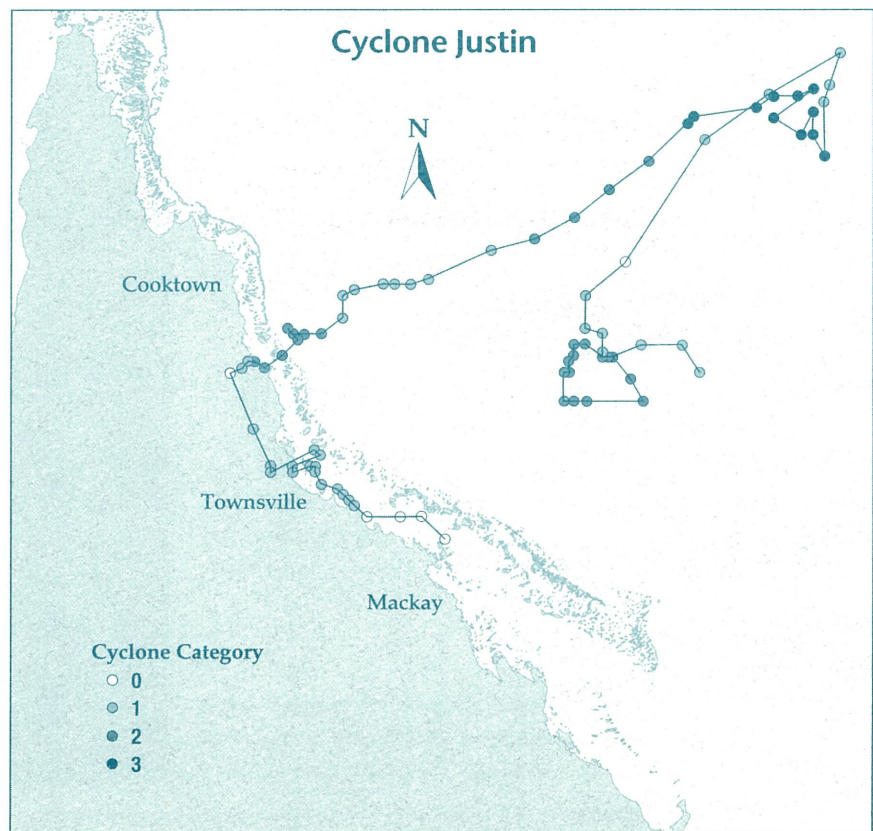 Cyclone Justin
N
Cooktown
Townsville
Mackay
Cyclone Category
0
1
2
3